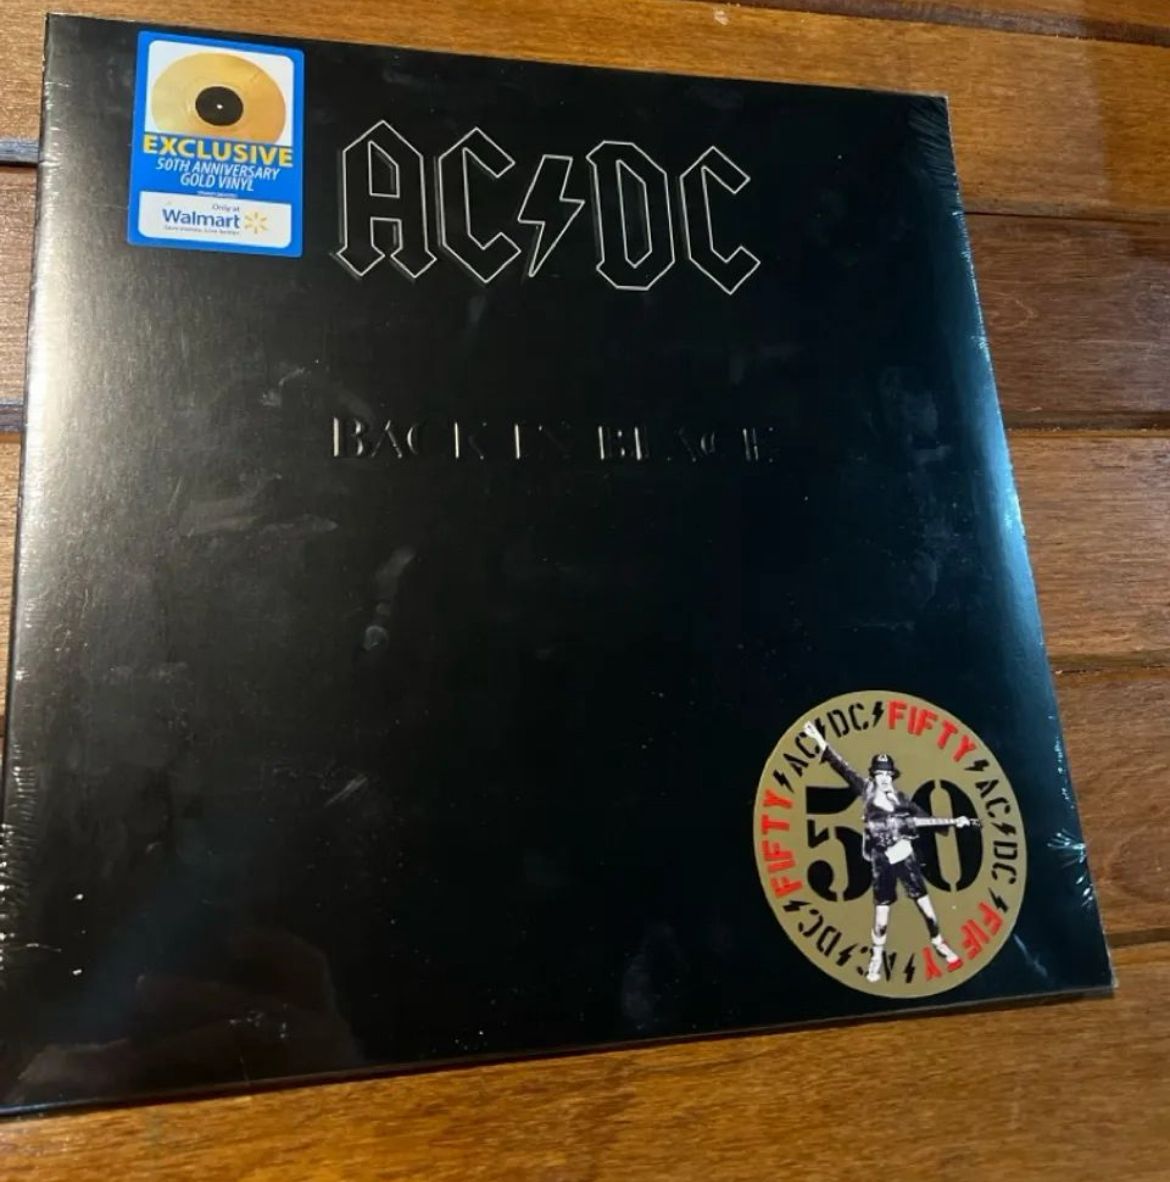 EXCLUSIVE
50TH ANNIVERSARY
GOLD VINYL
Only at
Walmart
AC⚡DC
BACK IN BLACK
AC⚡DC⚡FIFTY⚡AC⚡DC⚡FIFTY⚡AC⚡DC⚡FIFTY
50